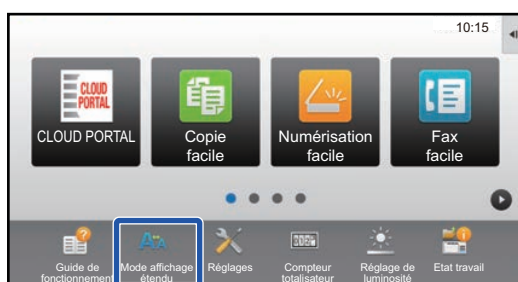 10:15
CLOUD
PORTAL
CLOUD PORTAL
Copie
facile
Numérisation
facile
Fax
facile
Guide de
fonctionnement
Mode affichage
étendu
Réglages
Compteur
totalisateur
Réglage de
luminosité
Etat travail